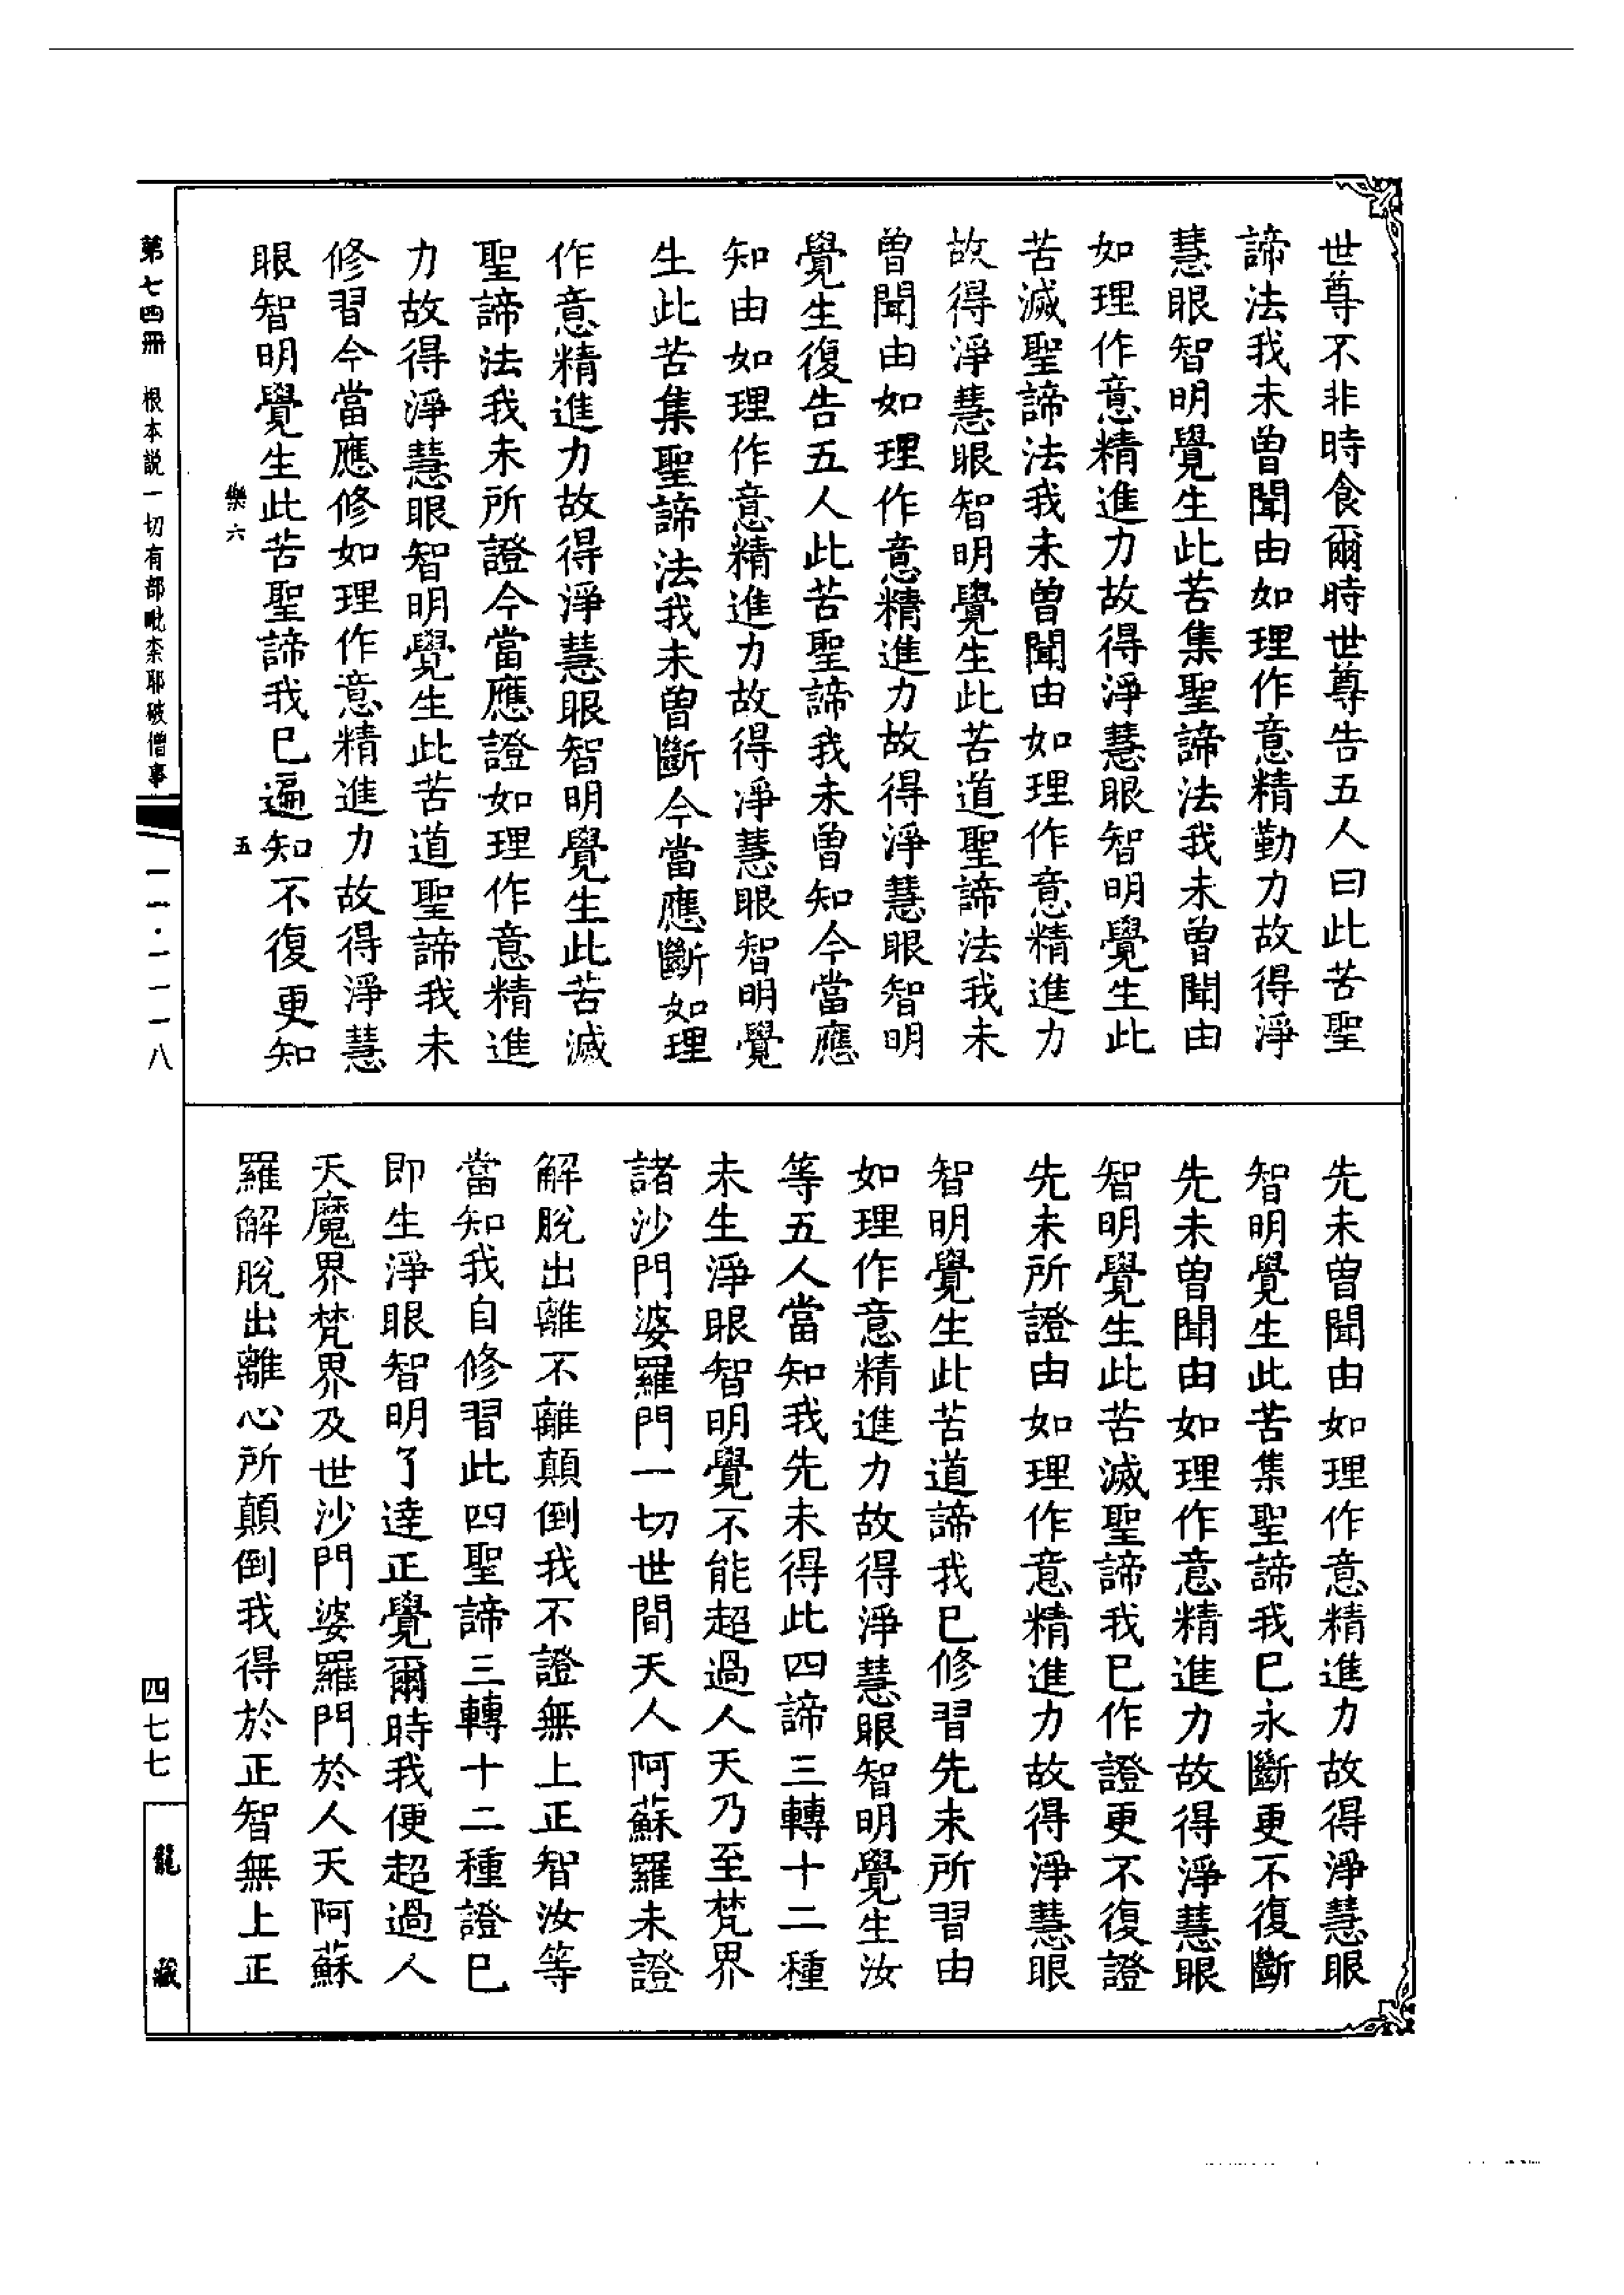 世尊不非時食爾時世尊告五人曰此苦聖
諦法我未曾聞由如理作意精勤力故得淨
慧眼智明覺生此苦集聖諦法我未曾聞由
如理作意精進力故得淨慧眼智明覺生此
苦滅聖諦法我未曾聞由如理作意精進力
故得淨慧眼智明覺生此苦道聖諦法我未
曾聞由如理作意精進力故得淨慧眼智明
覺生復告五人此苦聖諦我未曾知今當應
知由如理作意精進力故得淨慧眼智明覺
生此苦集聖諦法我未曾斷今當應斷如理
作意精進力故得淨慧眼智明覺生此苦滅
聖諦法我未所證今當應證如理作意精進
力故得淨慧眼智明覺生此苦道聖諦我未
修習今當應修如理作意精進力故得淨慧
眼智明覺生此苦聖諦我已遍知不復更知
樂六
五
先未曾聞由如理作意精進力故得淨慧眼
智明覺生此苦集聖諦我已永斷更不復斷
先未曾聞由如理作意精進力故得淨慧眼
智明覺生此苦滅聖諦我已作證更不復證
先未所證由如理作意精進力故得淨慧眼
智明覺生此苦道諦我已修習先未所習由
如理作意精進力故得淨慧眼智明覺生汝
等五人當知我先未得此四諦三轉十二種
未生淨眼智明覺不能超過人天乃至梵界
諸沙門婆羅門一切世間天人阿蘇羅未證
解脫出離不離顛倒我不證無上正智汝等
當知我自修習此四聖諦三轉十二種證已
即生淨眼智明了達正覺爾時我便超過人
天魔界梵界及世沙門婆羅門於人天阿蘇
羅解脫出離心所顛倒我得於正智無上正
第七四冊 根本説一切有部毗柰耶破僧事
一一·一一一八
四七七
龍藏